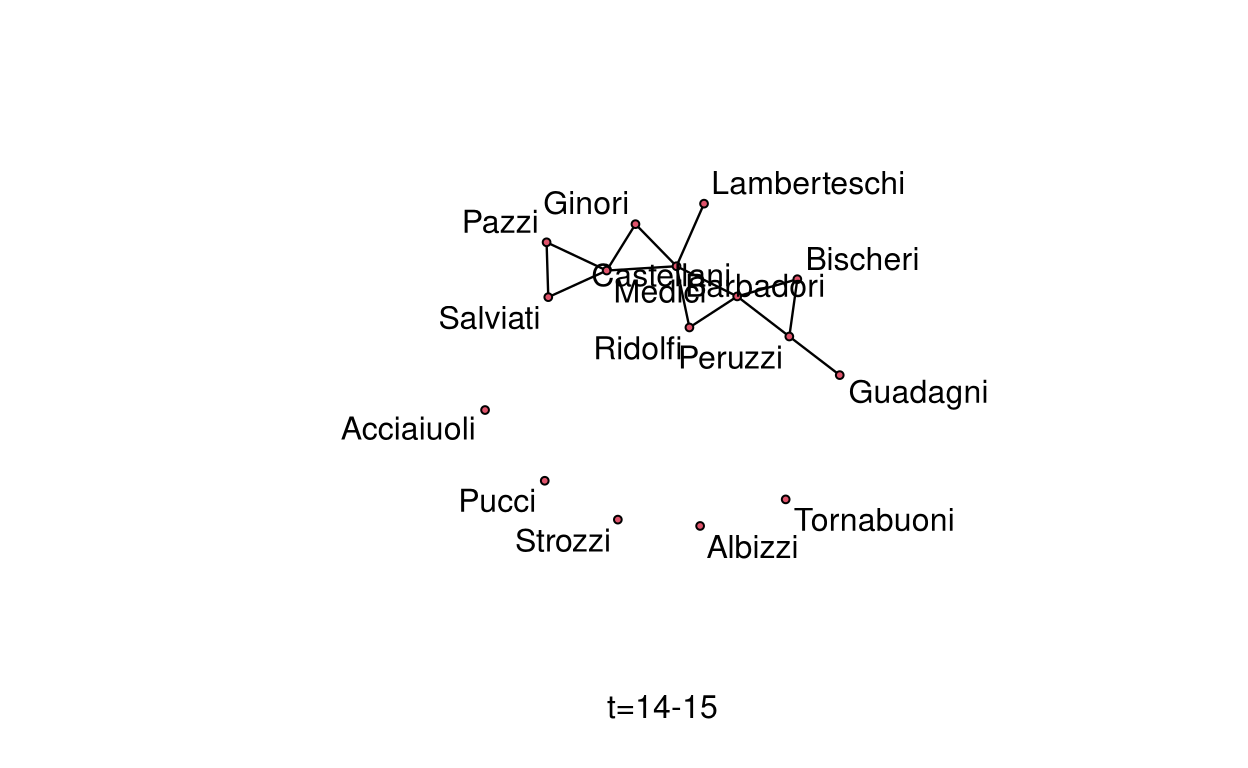 Lamberteschi
Ginori
Pazzi
Bischeri
Castellani
Barbadori
Medici
Salviati
Ridolfi
Peruzzi
Guadagni
Acciaiuoli
Pucci
Tornabuoni
Strozzi
Albizzi
t=14-15